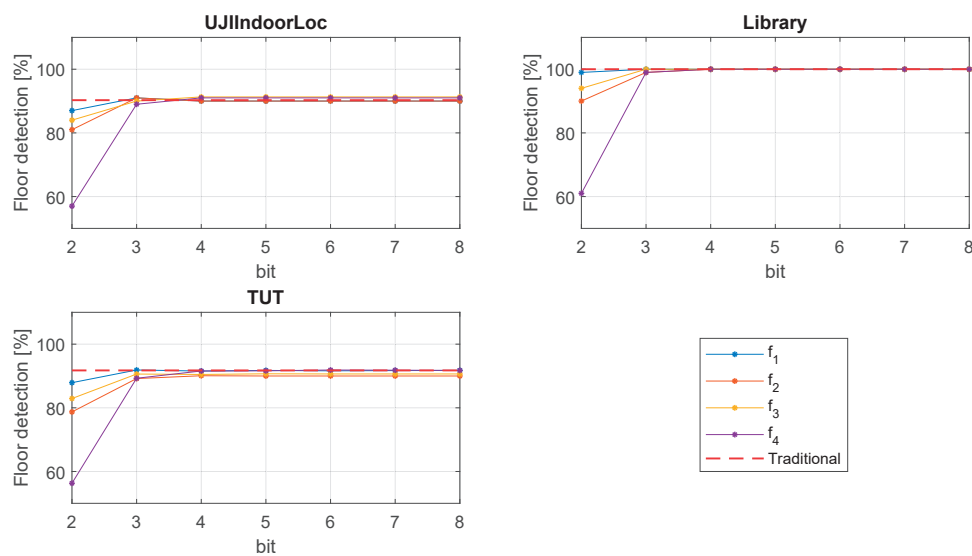 UJIIndoorLoc
Floor detection [%]
100
80
60
2 3 4 5 6 7 8
bit
Library
Floor detection [%]
100
80
60
2 3 4 5 6 7 8
bit
TUT
Floor detection [%]
100
80
60
2 3 4 5 6 7 8
bit
f1
f2
f3
f4
Traditional